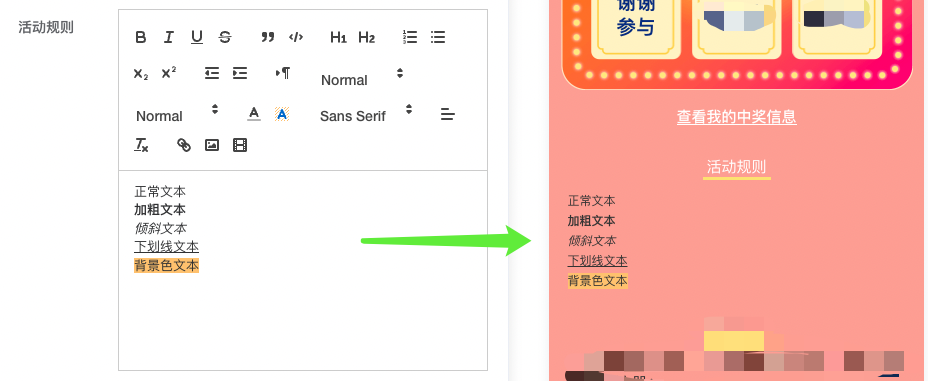 活动规则
B I U S ” </> H1 H2
X₂ X² ¶ Normal
Normal A A Sans Serif
Tx
正常文本
加粗文本
倾斜文本
下划线文本
背景色文本
谢谢
参与
查看我的中奖信息
活动规则
正常文本
加粗文本
倾斜文本
下划线文本
背景色文本